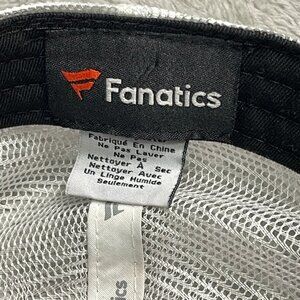 Fanatics
Fabriqué En Chine
Ne Pas Laver
Ne Pas
Nettoyer À Sec
Nettoyer Avec
Un Linge Humide
Seulement